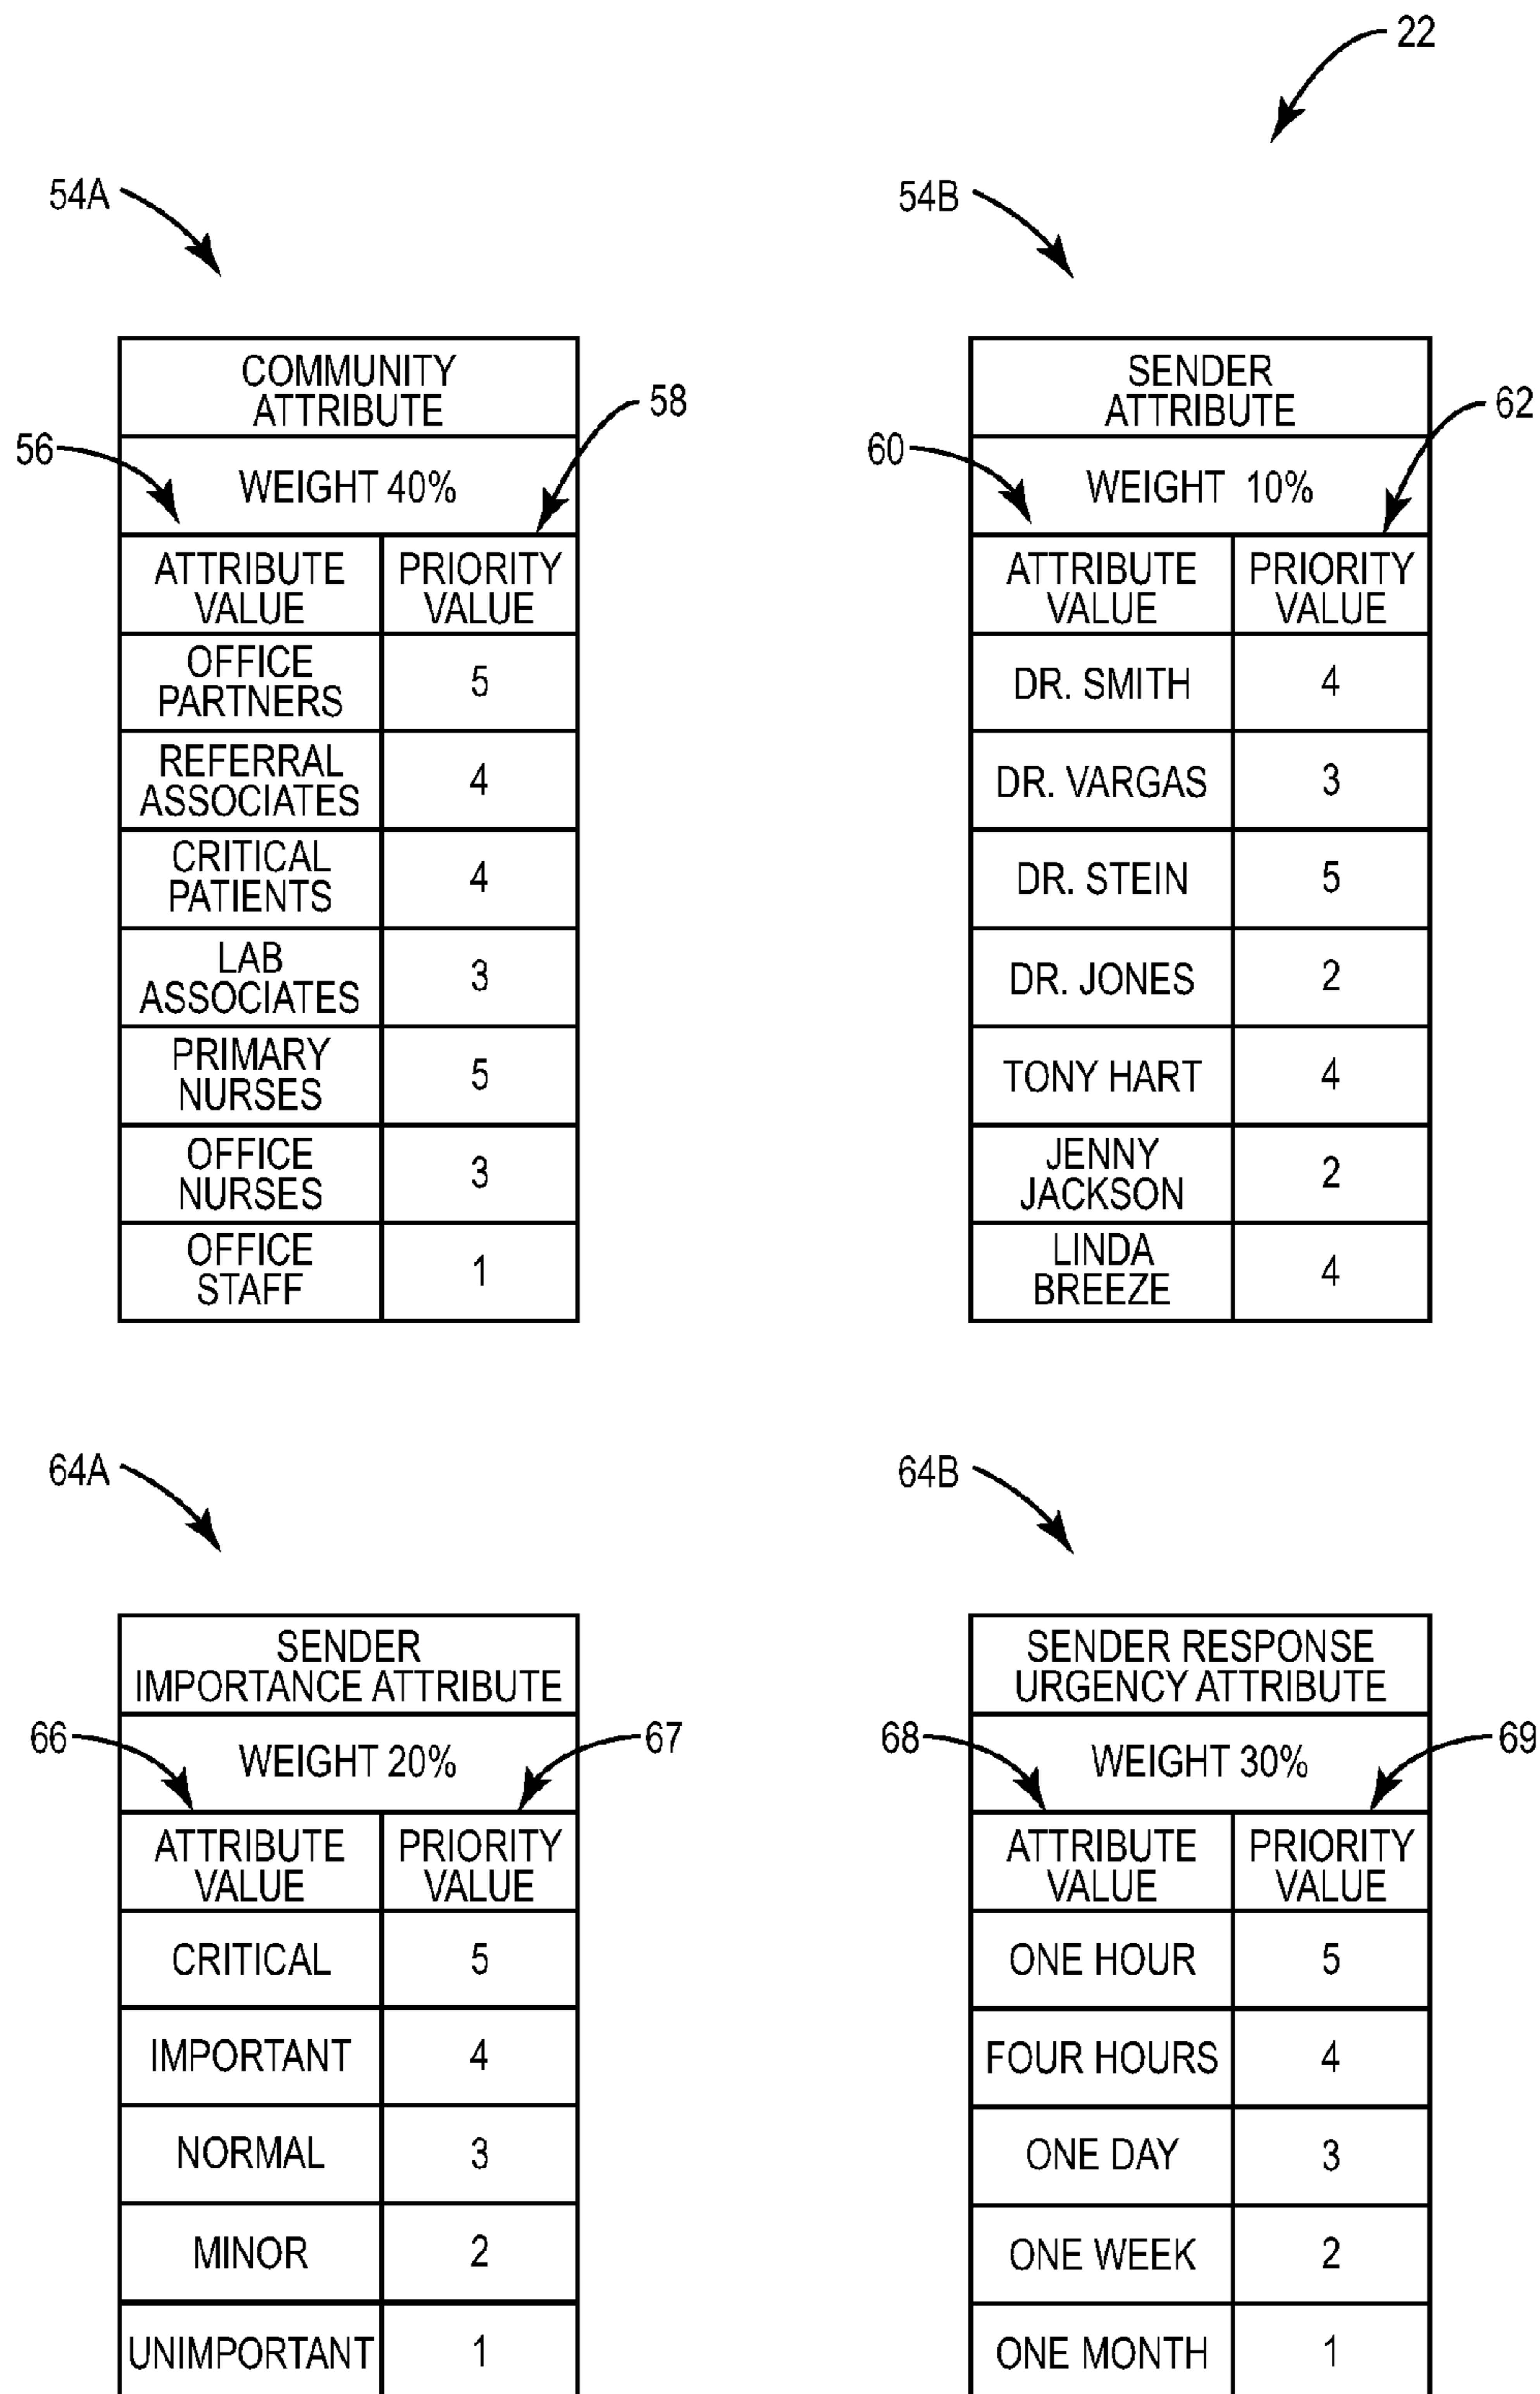 22
54A
54B
COMMUNITY
ATTRIBUTE
56
58
WEIGHT 40%
ATTRIBUTE
VALUE
PRIORITY
VALUE
OFFICE
PARTNERS
5
REFERRAL
ASSOCIATES
4
CRITICAL
PATIENTS
4
LAB
ASSOCIATES
3
PRIMARY
NURSES
5
OFFICE
NURSES
3
OFFICE
STAFF
1
SENDER
ATTRIBUTE
60
62
WEIGHT 10%
ATTRIBUTE
VALUE
PRIORITY
VALUE
DR. SMITH
4
DR. VARGAS
3
DR. STEIN
5
DR. JONES
2
TONY HART
4
JENNY
JACKSON
2
LINDA
BREEZE
4
64A
64B
SENDER
IMPORTANCE ATTRIBUTE
66
67
WEIGHT 20%
ATTRIBUTE
VALUE
PRIORITY
VALUE
CRITICAL
5
IMPORTANT
4
NORMAL
3
MINOR
2
UNIMPORTANT
1
SENDER RESPONSE
URGENCY ATTRIBUTE
68
69
WEIGHT 30%
ATTRIBUTE
VALUE
PRIORITY
VALUE
ONE HOUR
5
FOUR HOURS
4
ONE DAY
3
ONE WEEK
2
ONE MONTH
1